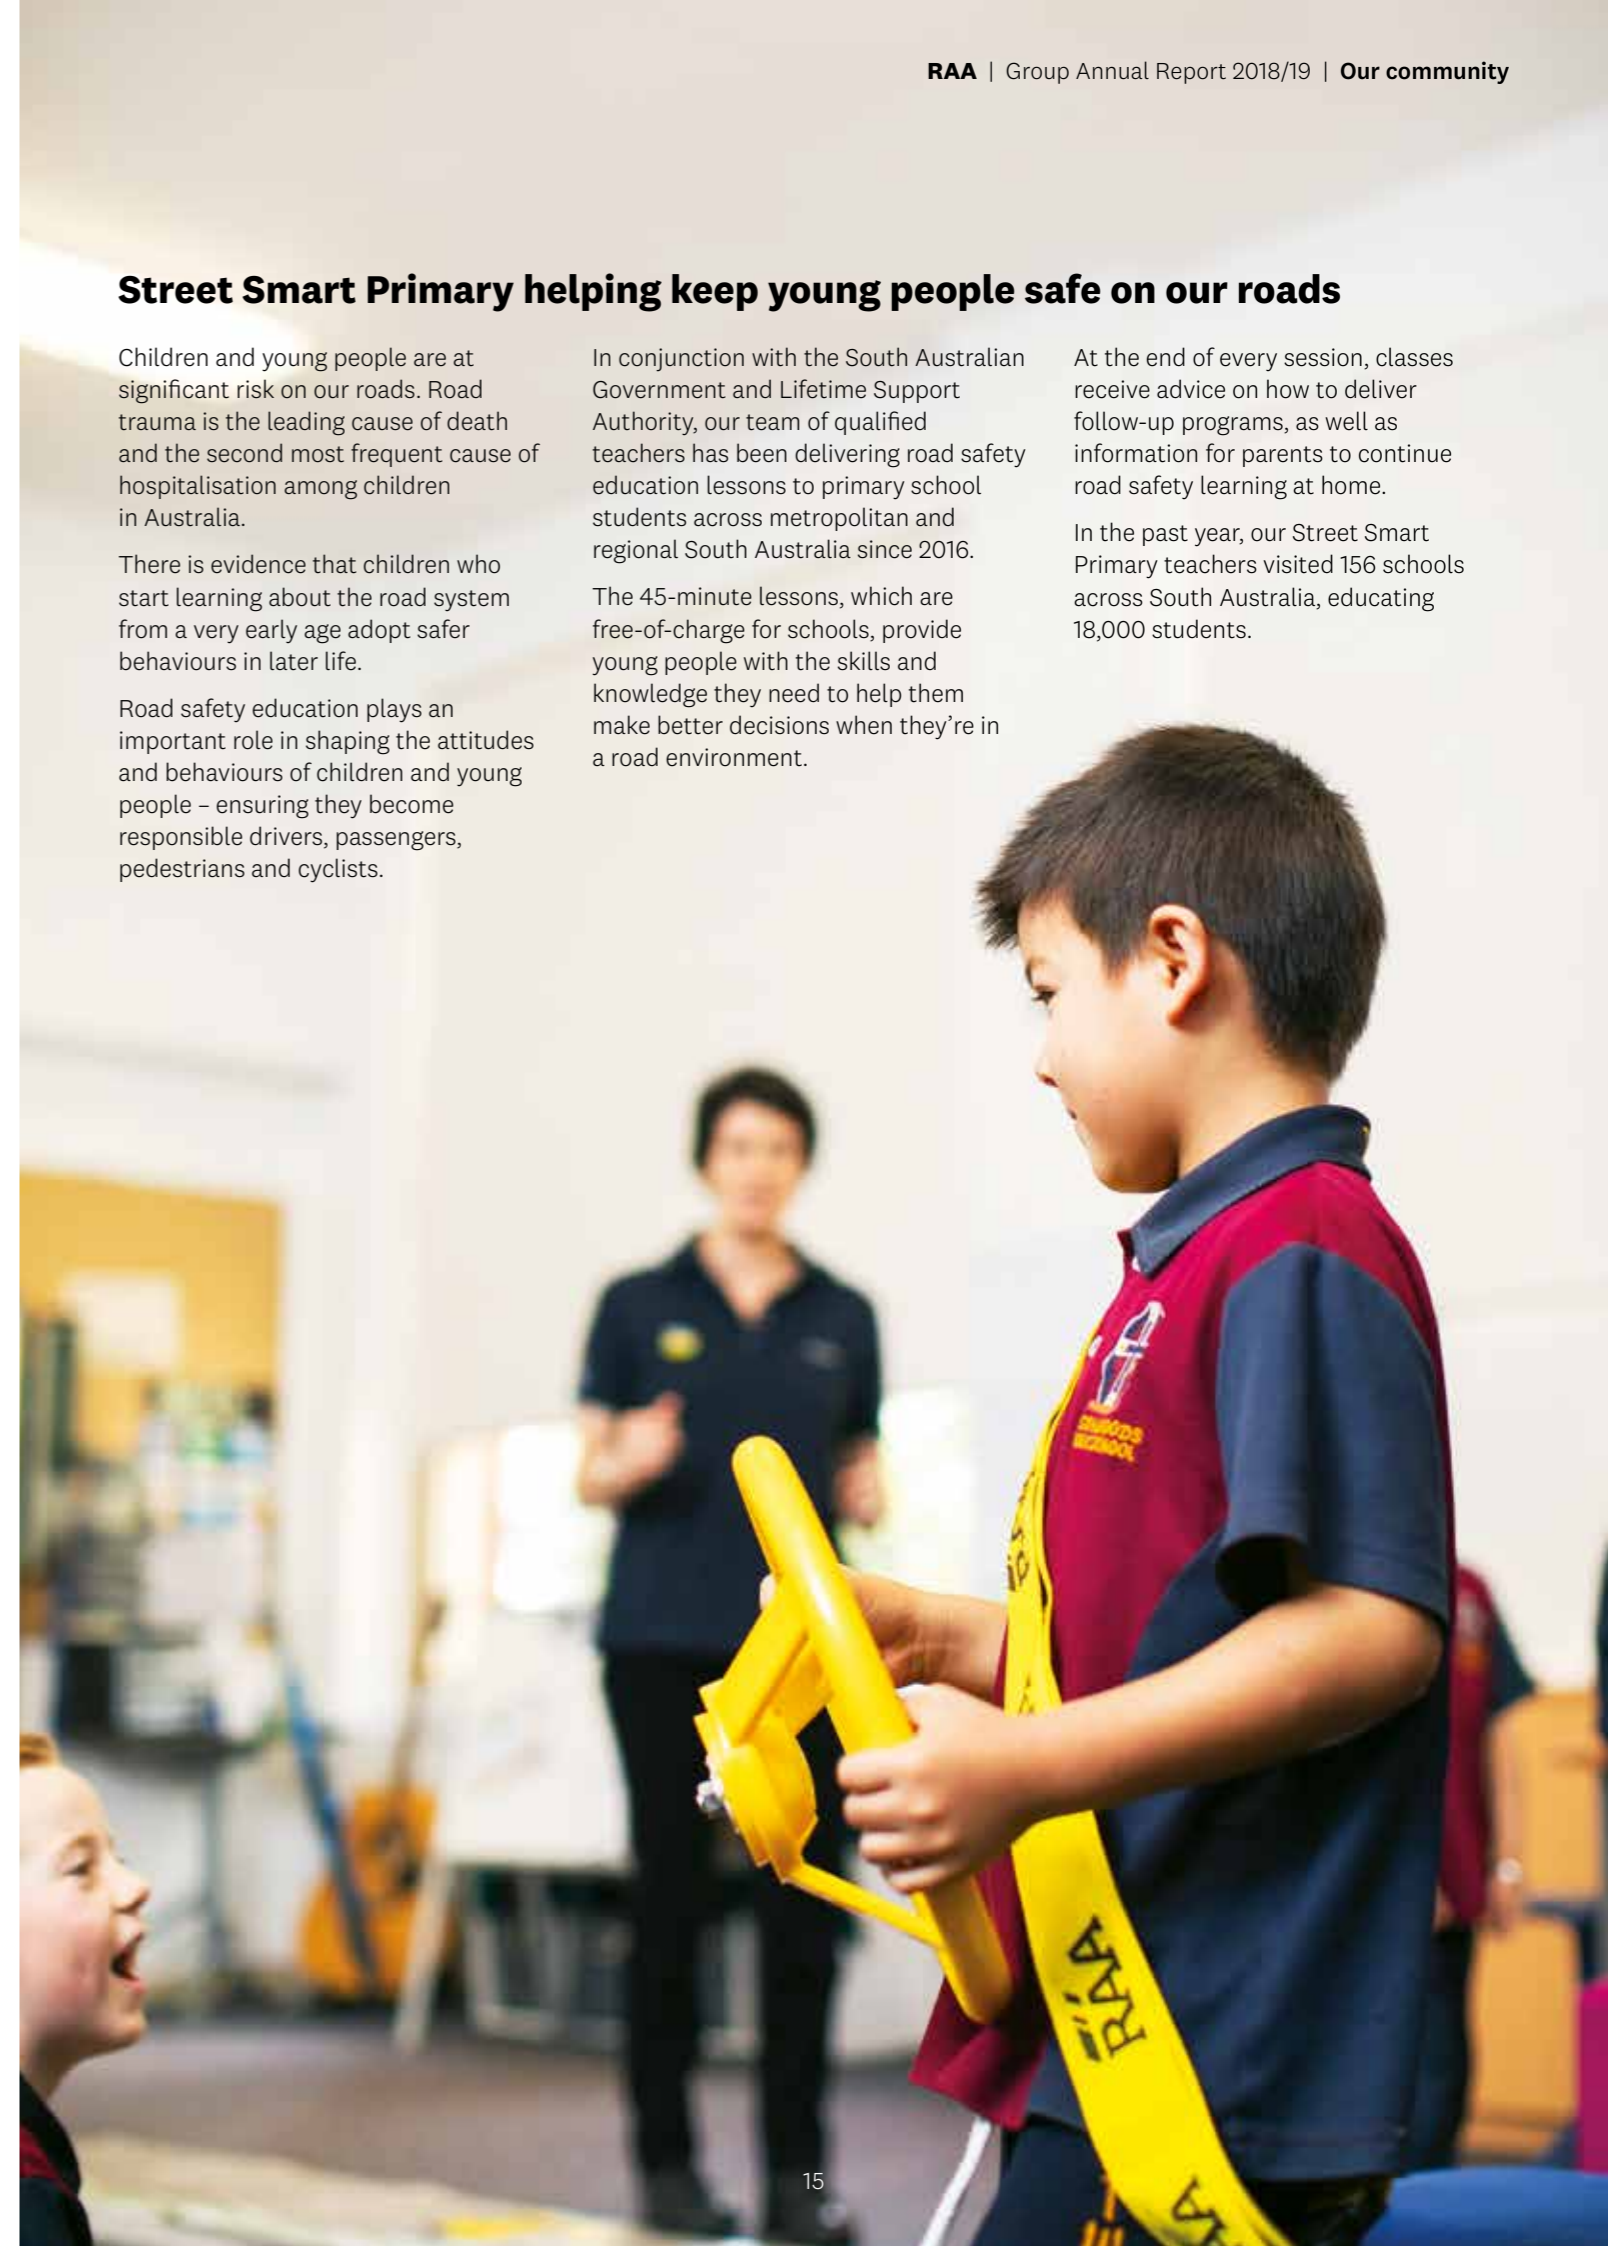 RAA | Group Annual Report 2018/19 | Our community
Street Smart Primary helping keep young people safe on our roads
Children and young people are at
significant risk on our roads. Road
trauma is the leading cause of death
and the second most frequent cause of
hospitalisation among children
in Australia.
There is evidence that children who
start learning about the road system
from a very early age adopt safer
behaviours in later life.
Road safety education plays an
important role in shaping the attitudes
and behaviours of children and young
people – ensuring they become
responsible drivers, passengers,
pedestrians and cyclists.
In conjunction with the South Australian
Government and Lifetime Support
Authority, our team of qualified
teachers has been delivering road safety
education lessons to primary school
students across metropolitan and
regional South Australia since 2016.
The 45-minute lessons, which are
free-of-charge for schools, provide
young people with the skills and
knowledge they need to help them
make better decisions when they’re in
a road environment.
At the end of every session, classes
receive advice on how to deliver
follow-up programs, as well as
information for parents to continue
road safety learning at home.
In the past year, our Street Smart
Primary teachers visited 156 schools
across South Australia, educating
18,000 students.
RAA
15